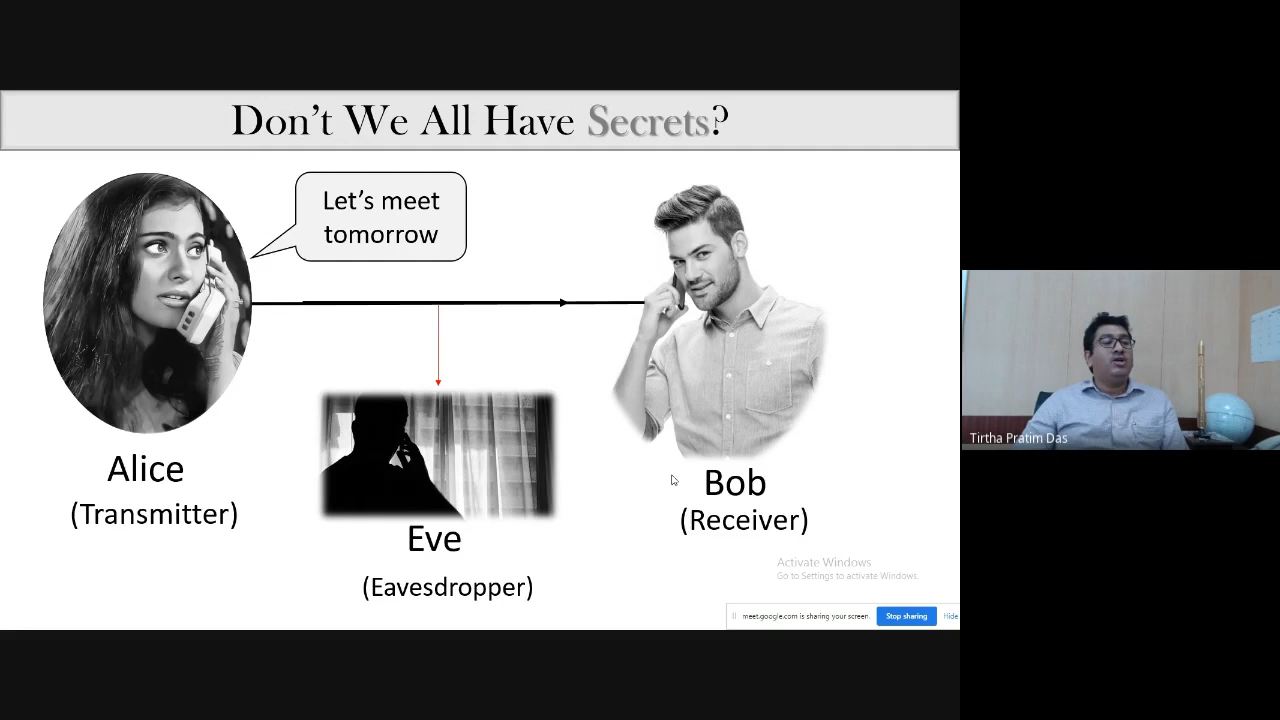 Don't We All Have Secrets?
Let's meet
tomorrow
Alice
(Transmitter)
Eve
(Eavesdropper)
Bob
(Receiver)
Activate Windows
Go to Settings to activate Windows.
meet.google.com is sharing your screen.
Stop sharing
Hide
Tirtha Pratim Das